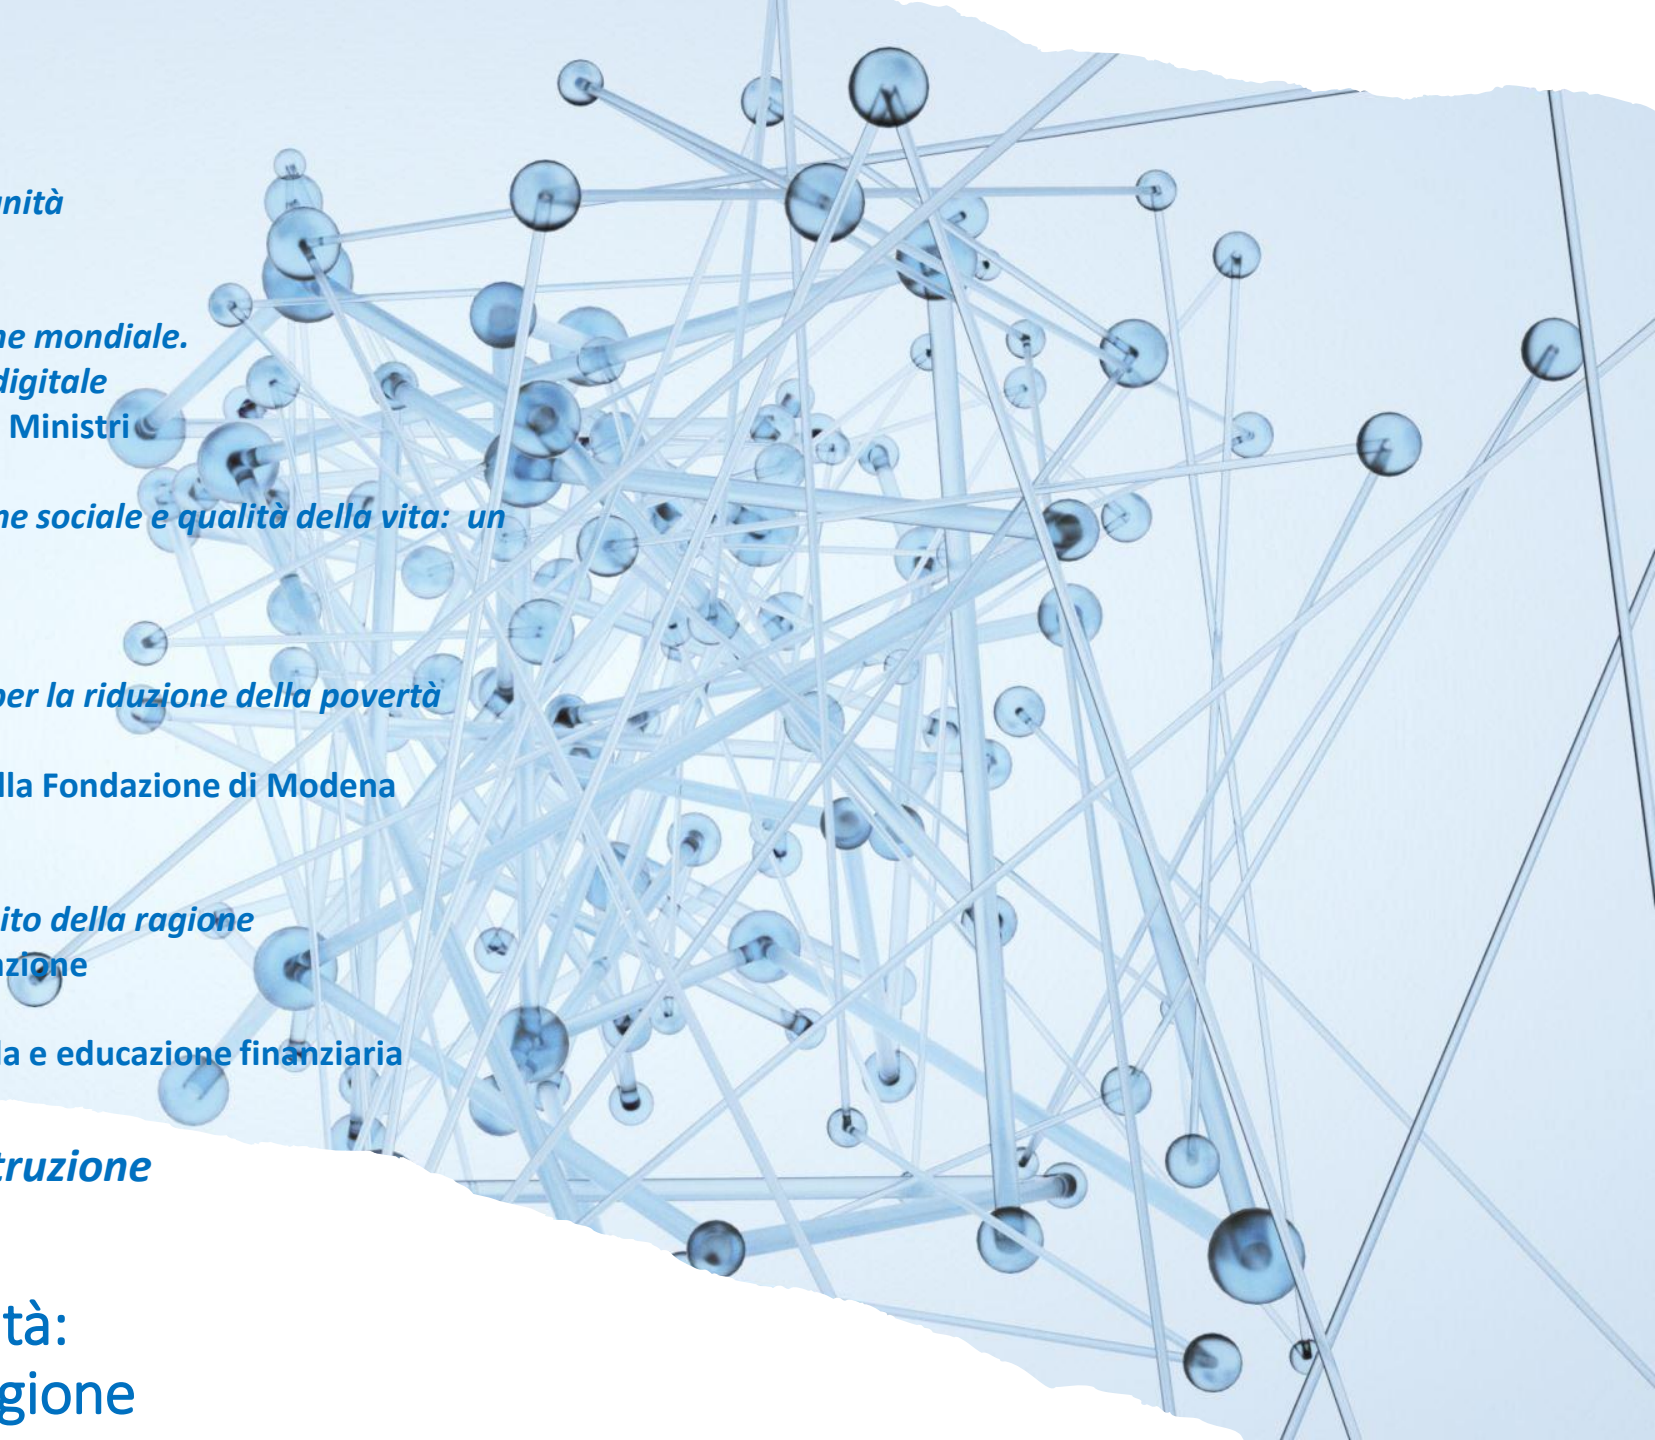 nità
ne mondiale.
digitale
Ministri
ne sociale e qualità della vita: un
per la riduzione della povertà
lla Fondazione di Modena
ito della ragione
azione
la e educazione finanziaria
truzione
tà:
gione